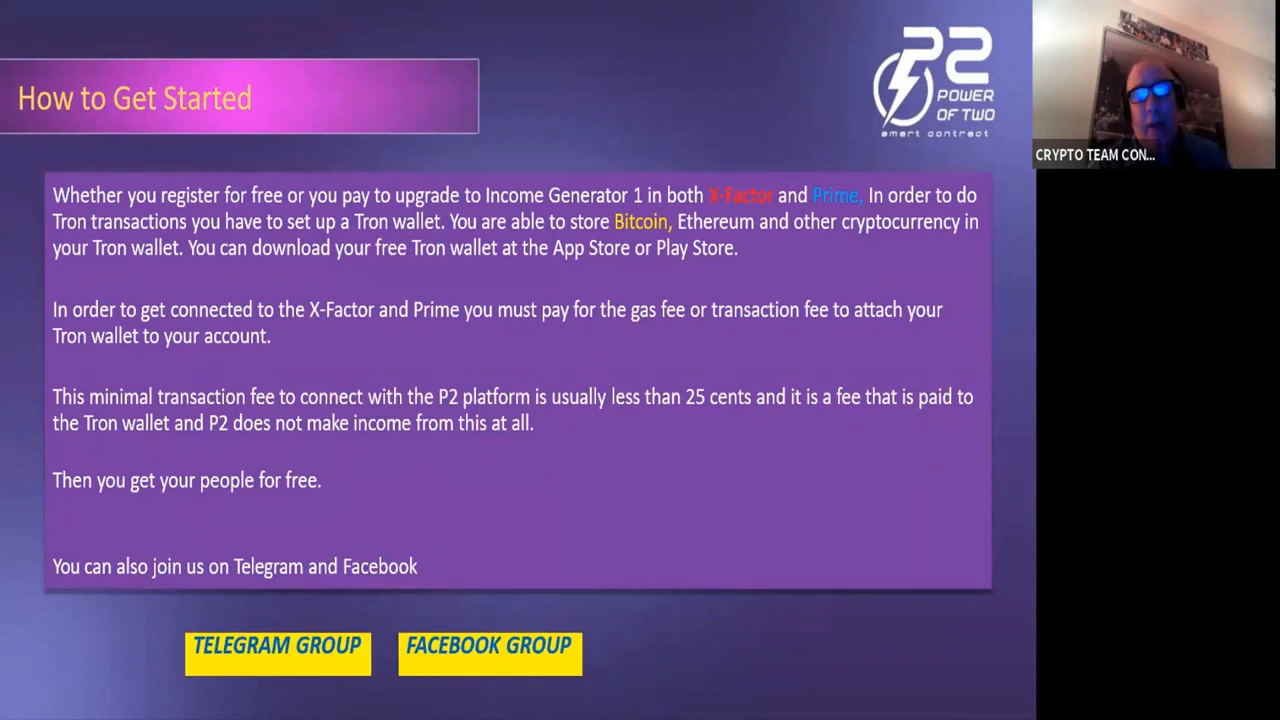 How to Get Started
P2
POWER
OF TWO
smart contract
CRYPTO TEAM CON...
Whether you register for free or you pay to upgrade to Income Generator 1 in both X-Factor and Prime, In order to do
Tron transactions you have to set up a Tron wallet. You are able to store Bitcoin, Ethereum and other cryptocurrency in
your Tron wallet. You can download your free Tron wallet at the App Store or Play Store.
In order to get connected to the X-Factor and Prime you must pay for the gas fee or transaction fee to attach your
Tron wallet to your account.
This minimal transaction fee to connect with the P2 platform is usually less than 25 cents and it is a fee that is paid to
the Tron wallet and P2 does not make income from this at all.
Then you get your people for free.
You can also join us on Telegram and Facebook
TELEGRAM GROUP
FACEBOOK GROUP